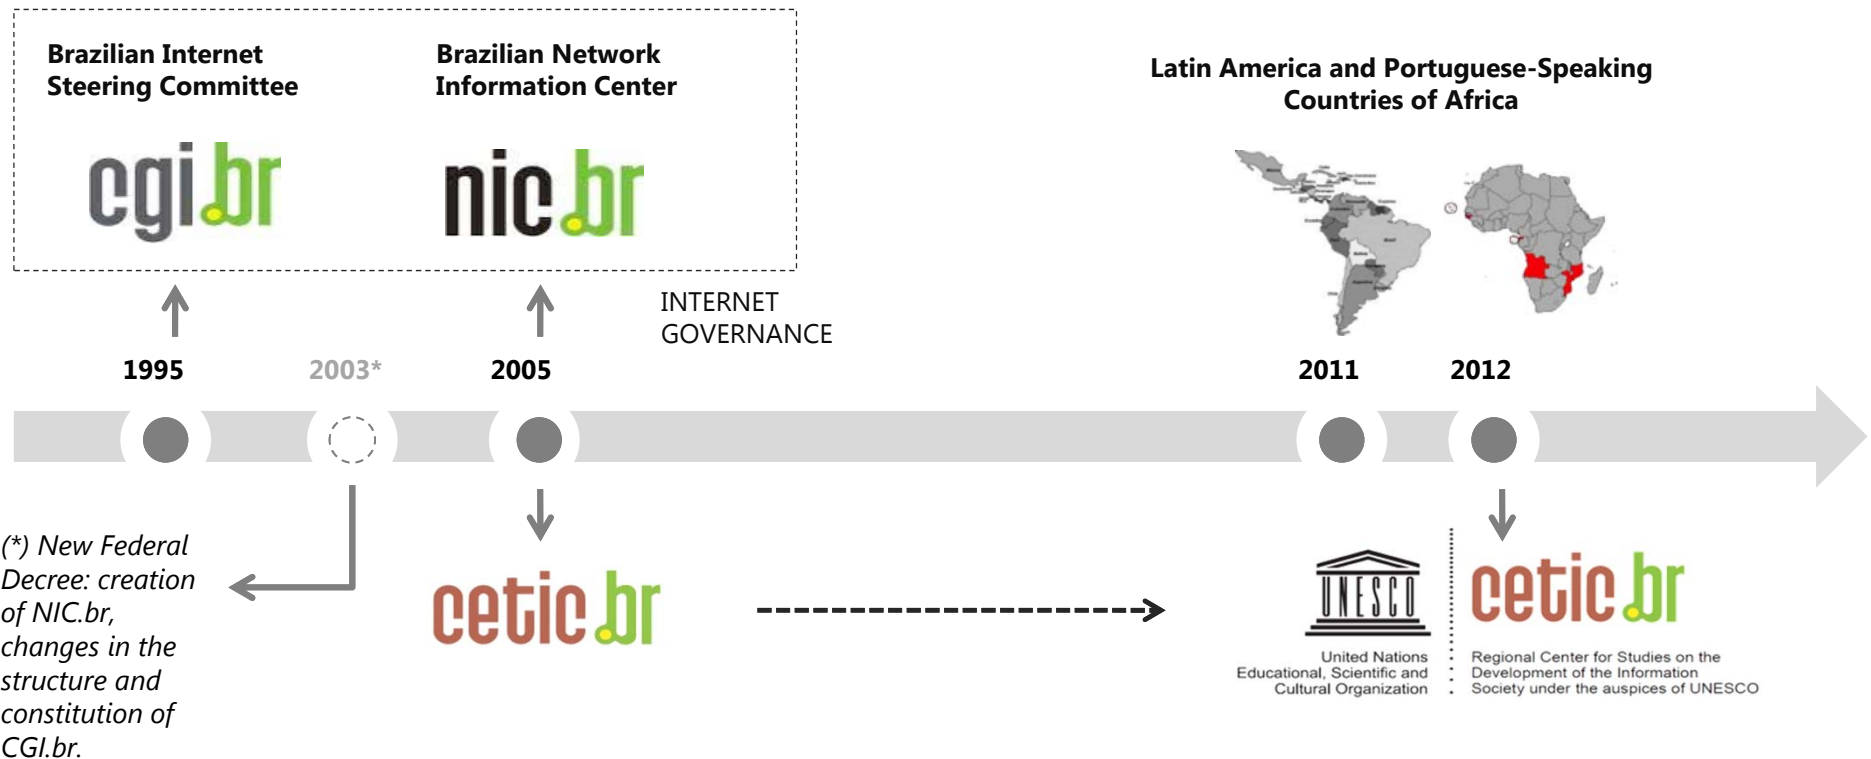 Brazilian Internet
Steering Committee
cgi.br
Brazilian Network
Information Center
nic.br
Latin America and Portuguese-Speaking
Countries of Africa
INTERNET
GOVERNANCE
1995
2003*
2005
2011
2012
(*) New Federal
Decree: creation
of NIC.br,
changes in the
structure and
constitution of
CGI.br.
cetic.br
UNESCO
United Nations
Educational, Scientific and
Cultural Organization
cetic.br
Regional Center for Studies on the
Development of the Information
Society under the auspices of UNESCO